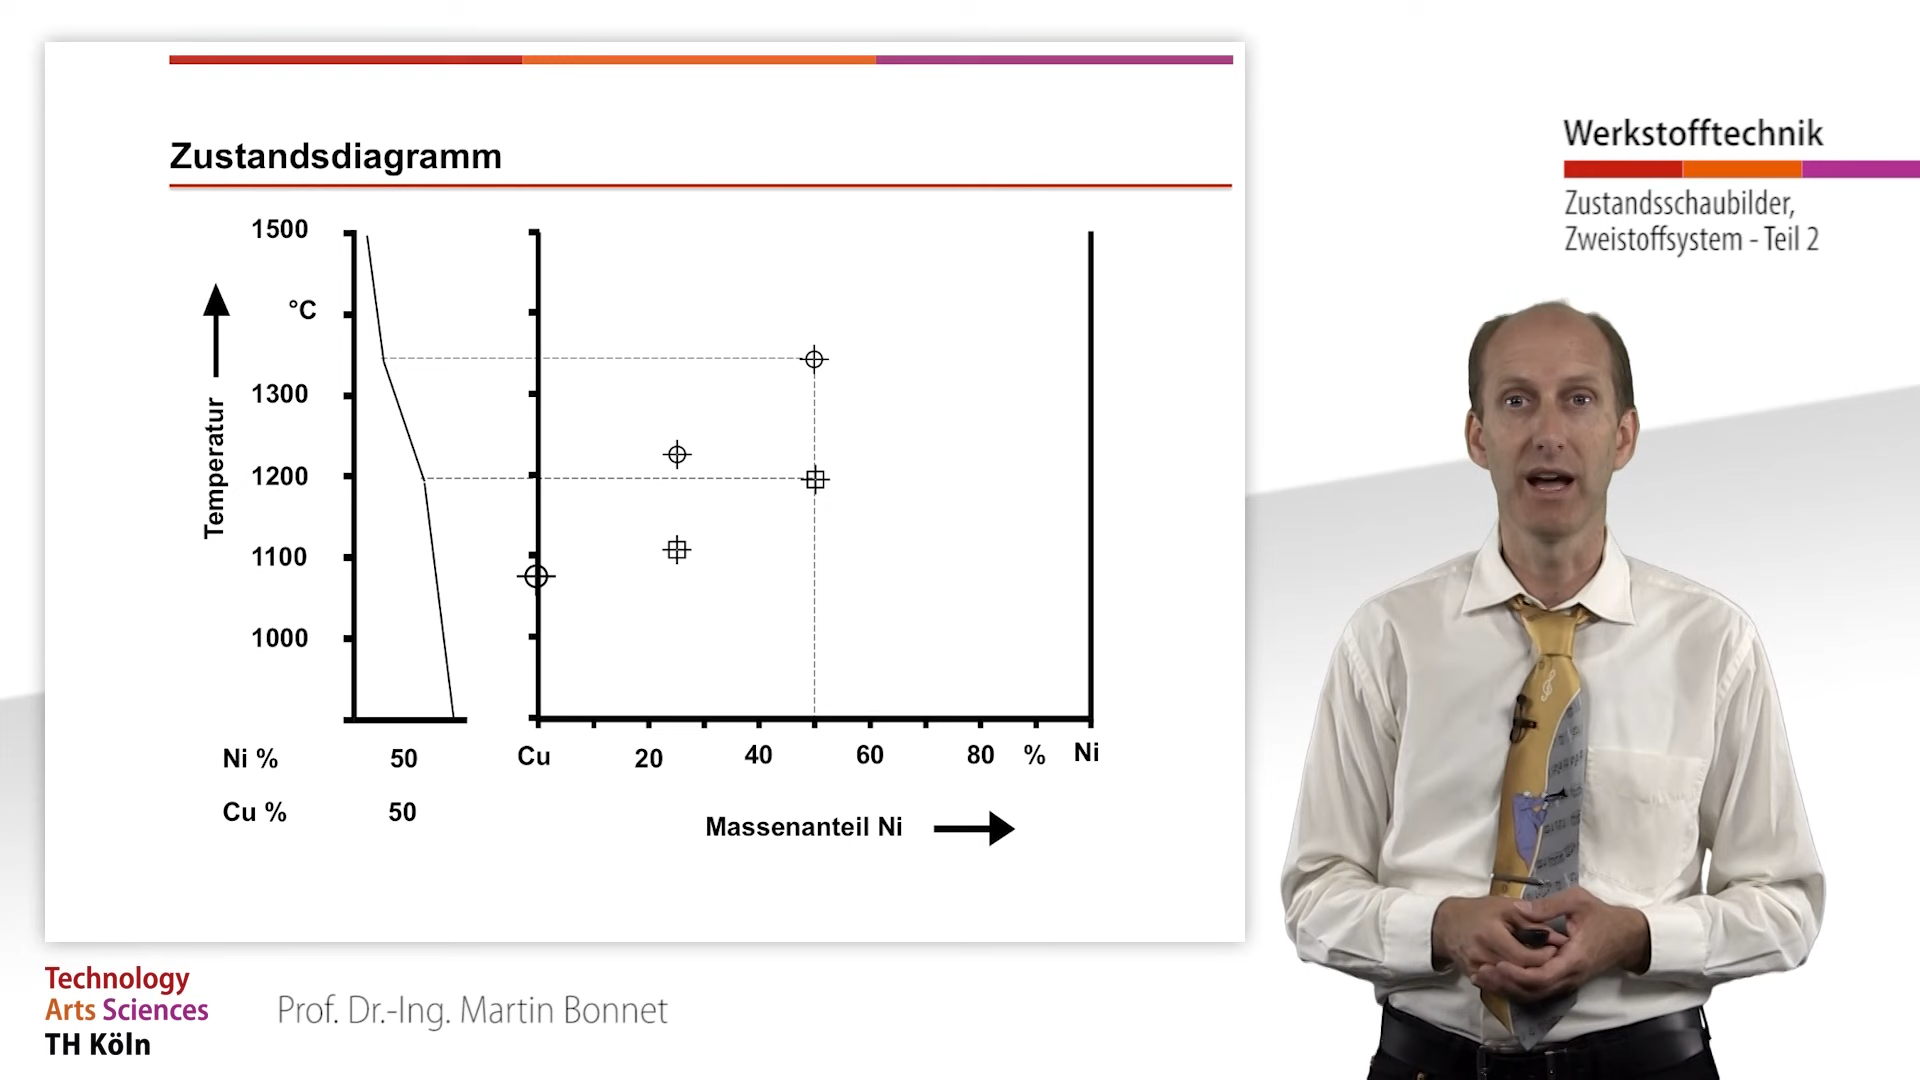 Zustandsdiagramm
1500
°C
1300
1200
1100
1000
Temperatur
Ni % 50
Cu % 50
Cu 20 40 60 80 % Ni
Massenanteil Ni
Werkstofftechnik
Zustandsschaubilder,
Zweistoffsystem - Teil 2
Technology
Arts Sciences
TH Köln
Prof. Dr.-Ing. Martin Bonnet